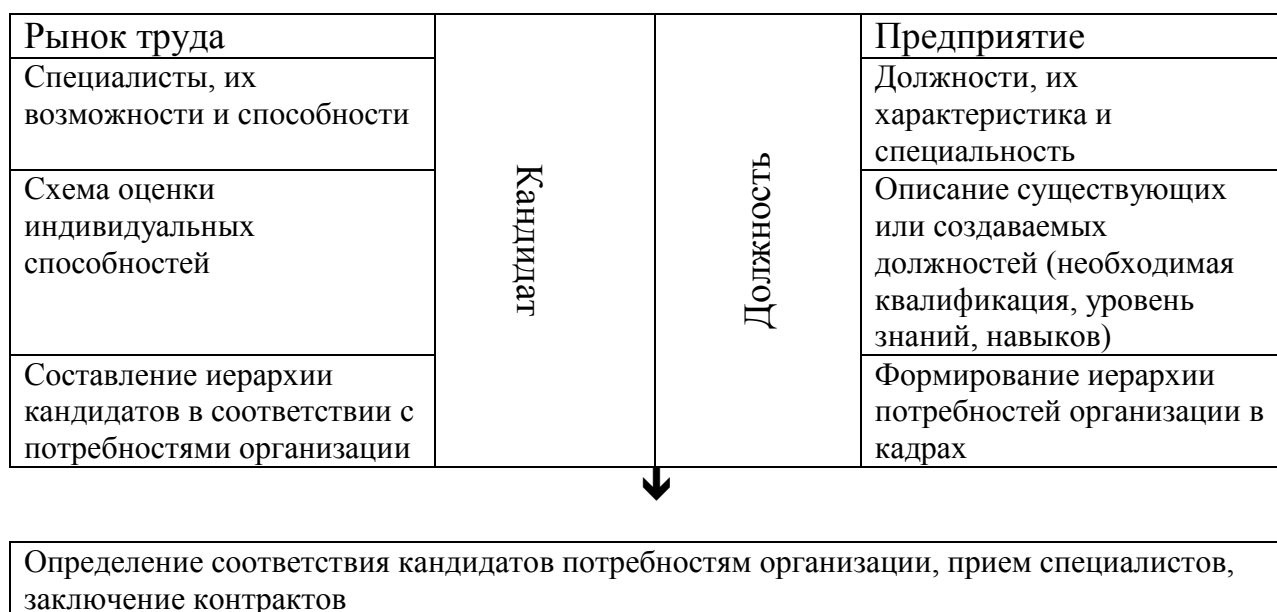 Рынок труда
Специалисты, их
возможности и способности
Схема оценки
индивидуальных
способностей
Составление иерархии
кандидатов в соответствии с
потребностями организации
Кандидат
Должность
Предприятие
Должности, их
характеристика и
специальность
Описание существующих
или создаваемых
должностей (необходимая
квалификация, уровень
знаний, навыков)
Формирование иерархии
потребностей организации в
кадрах
Определение соответствия кандидатов потребностям организации, прием специалистов,
заключение контрактов